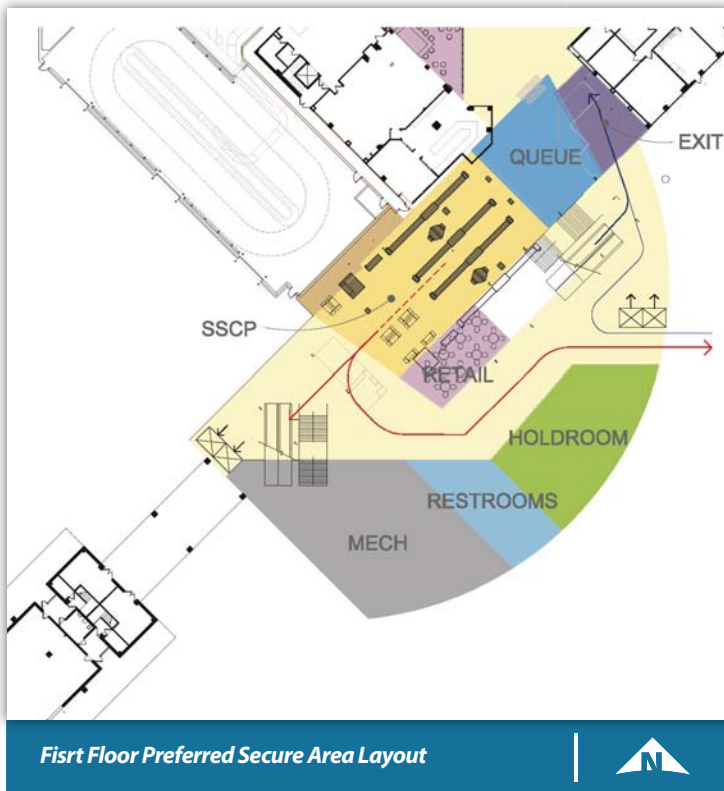 QUEUE
EXIT
SSCP
RETAIL
HOLDROOM
RESTROOMS
MECH
Fisrt Floor Preferred Secure Area Layout
N